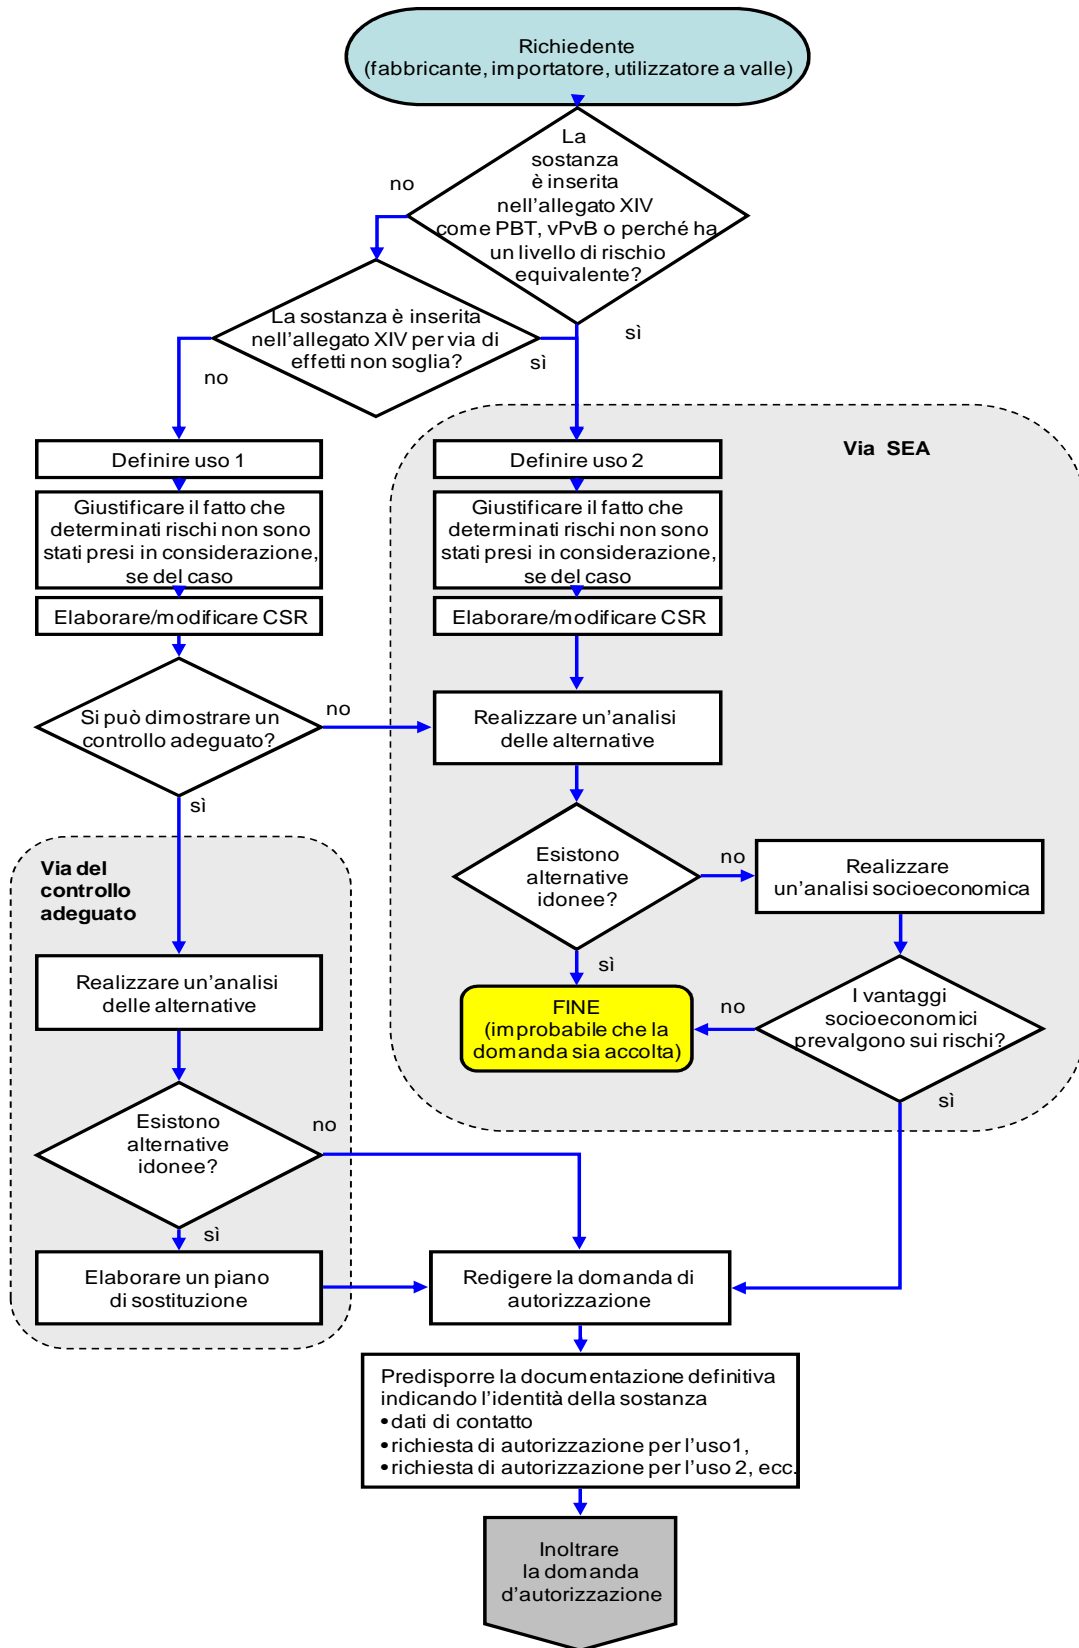 Richiedente
(fabbricante, importatore, utilizzatore a valle)
La
sostanza
è inserita
nell'allegato XIV
come PBT, vPvB o perché ha
un livello di rischio
equivalente?
no
sì
La sostanza è inserita
nell'allegato XIV per via di
effetti non soglia?
no
sì
Via SEA
Definire uso 1
Definire uso 2
Giustificare il fatto che
determinati rischi non sono
stati presi in considerazione,
se del caso
Giustificare il fatto che
determinati rischi non sono
stati presi in considerazione,
se del caso
Elaborare/modificare CSR
Elaborare/modificare CSR
Si può dimostrare un
controllo adeguato?
no
sì
Realizzare un'analisi
delle alternative
Esistono
alternative
idonee?
no
sì
Realizzare
un'analisi socioeconomica
Via del
controllo
adeguato
Realizzare un'analisi
delle alternative
FINE
(improbabile che la
domanda sia accolta)
no
I vantaggi
socioeconomici
prevalgono sui rischi?
sì
Esistono
alternative
idonee?
no
sì
Elaborare un piano
di sostituzione
Redigere la domanda di
autorizzazione
Predisporre la documentazione definitiva
indicando l'identità della sostanza
•dati di contatto
•richiesta di autorizzazione per l'uso1,
•richiesta di autorizzazione per l'uso 2, ecc.
Inoltrare
la domanda
d'autorizzazione